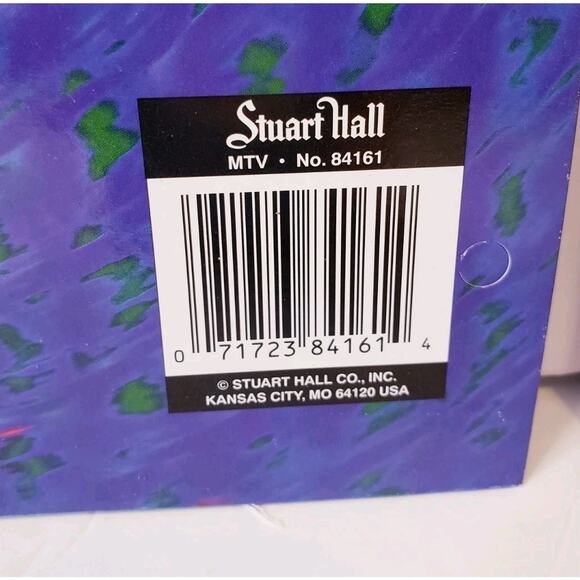 Stuart Hall
MTV • No. 84161
0 71723 84161 4
© STUART HALL CO., INC.
KANSAS CITY, MO 64120 USA